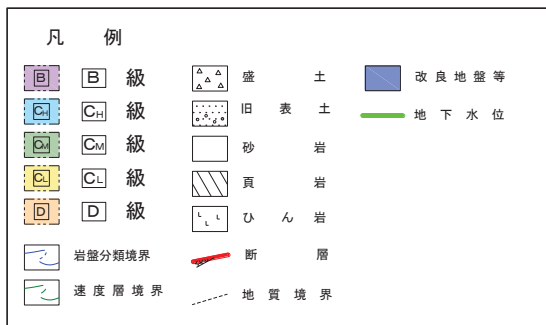 凡 例
B B 級
CH CH 級
CM CM 級
CL CL 級
D D 級
岩盤分類境界
速度層境界
盛 土
旧 表 土
砂 岩
頁 岩
ひ ん 岩
断 層
地質境界
改良地盤等
地下水位